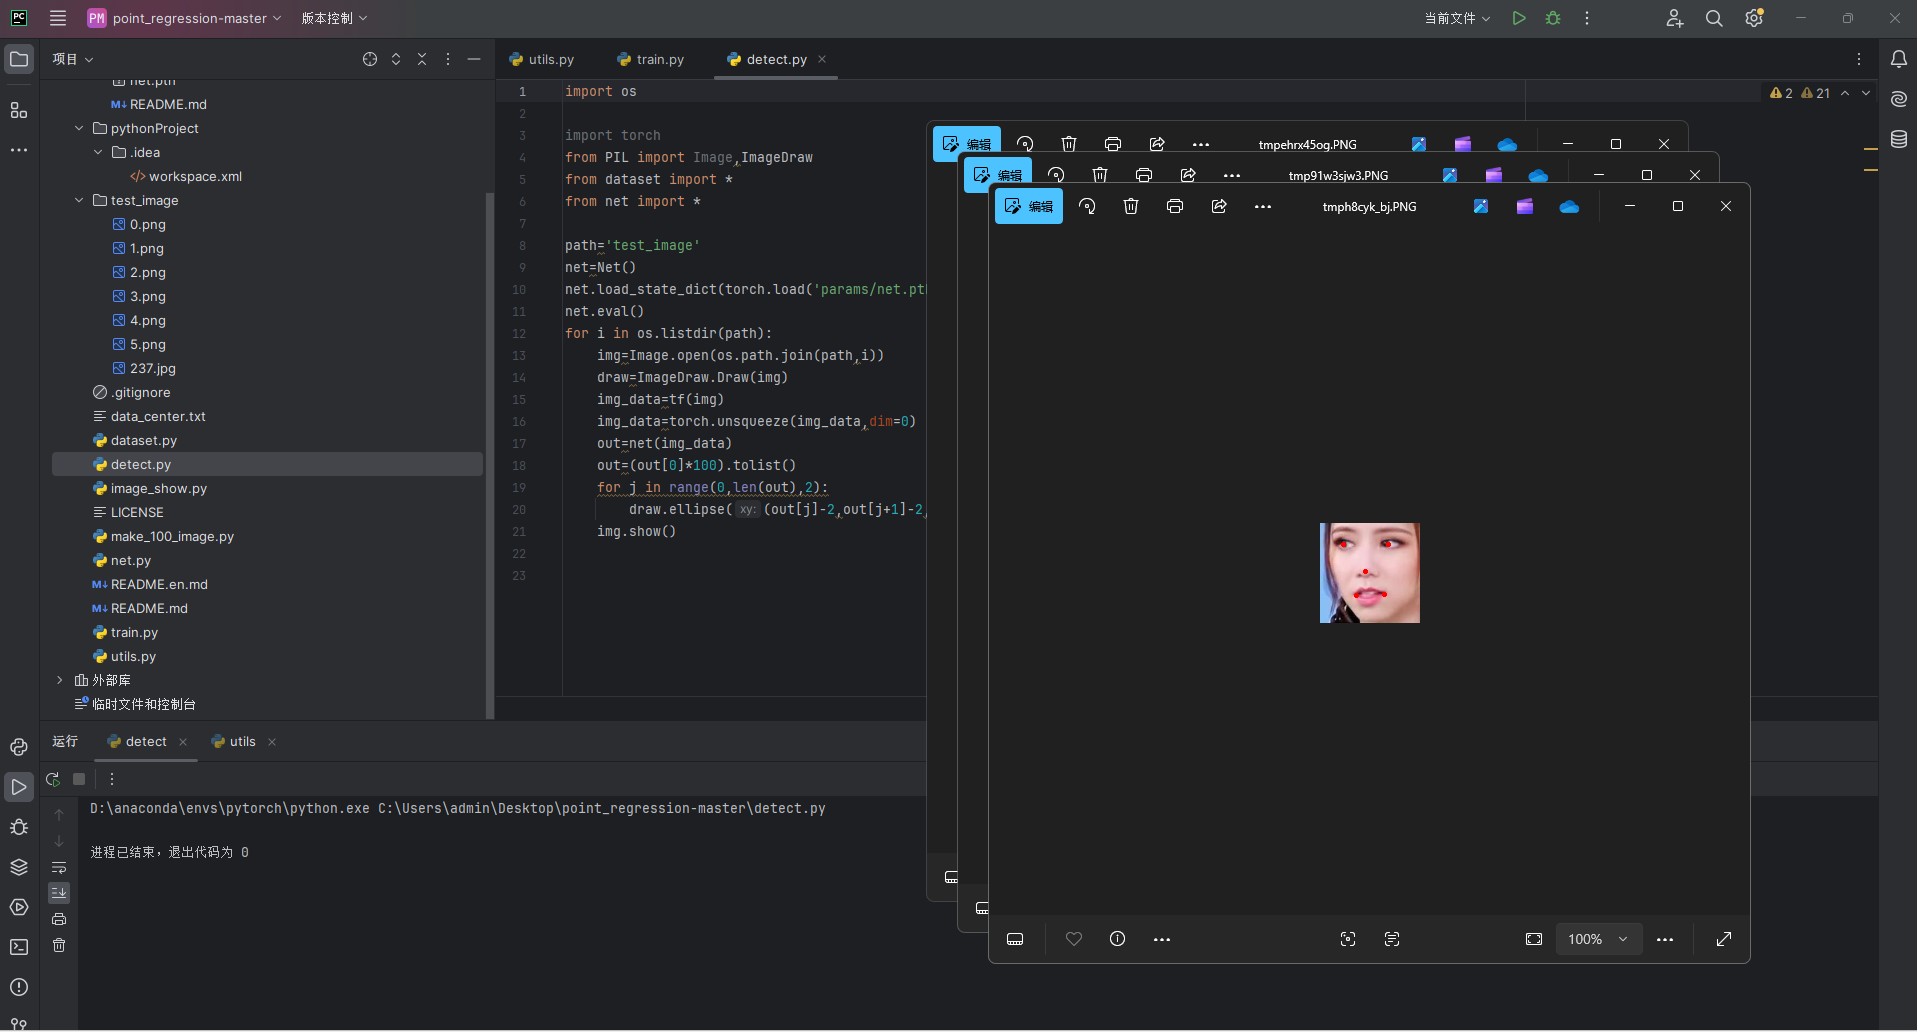 PC
PM point_regression-master 版本控制 当前文件
项目
utils.py train.py detect.py
net.pth
README.md
pythonProject
.idea
workspace.xml
test_image
0.png
1.png
2.png
3.png
4.png
5.png
237.jpg
.gitignore
data_center.txt
dataset.py
detect.py
image_show.py
LICENSE
make_100_image.py
net.py
README.en.md
README.md
train.py
utils.py
外部库
临时文件和控制台
1 import os
2
3 import torch
4 from PIL import Image,ImageDraw
5 from dataset import *
6 from net import *
7
8 path='test_image'
9 net=Net()
10 net.load_state_dict(torch.load('params/net.pt
11 net.eval()
12 for i in os.listdir(path):
13 img=Image.open(os.path.join(path,i))
14 draw=ImageDraw.Draw(img)
15 img_data=tf(img)
16 img_data=torch.unsqueeze(img_data,dim=0)
17 out=net(img_data)
18 out=(out[0]*100).tolist()
19 for j in range(0,len(out),2):
20 draw.ellipse( xy: (out[j]-2,out[j+1]-2,
21 img.show()
22
23
2 21
编辑 tmpehrx45og.PNG
编辑 tmp91w3sjw3.PNG
编辑 tmph8cyk_bj.PNG
100%
运行 detect utils
D:\anaconda\envs\pytorch\python.exe C:\Users\admin\Desktop\point_regression-master\detect.py
进程已结束，退出代码为 0